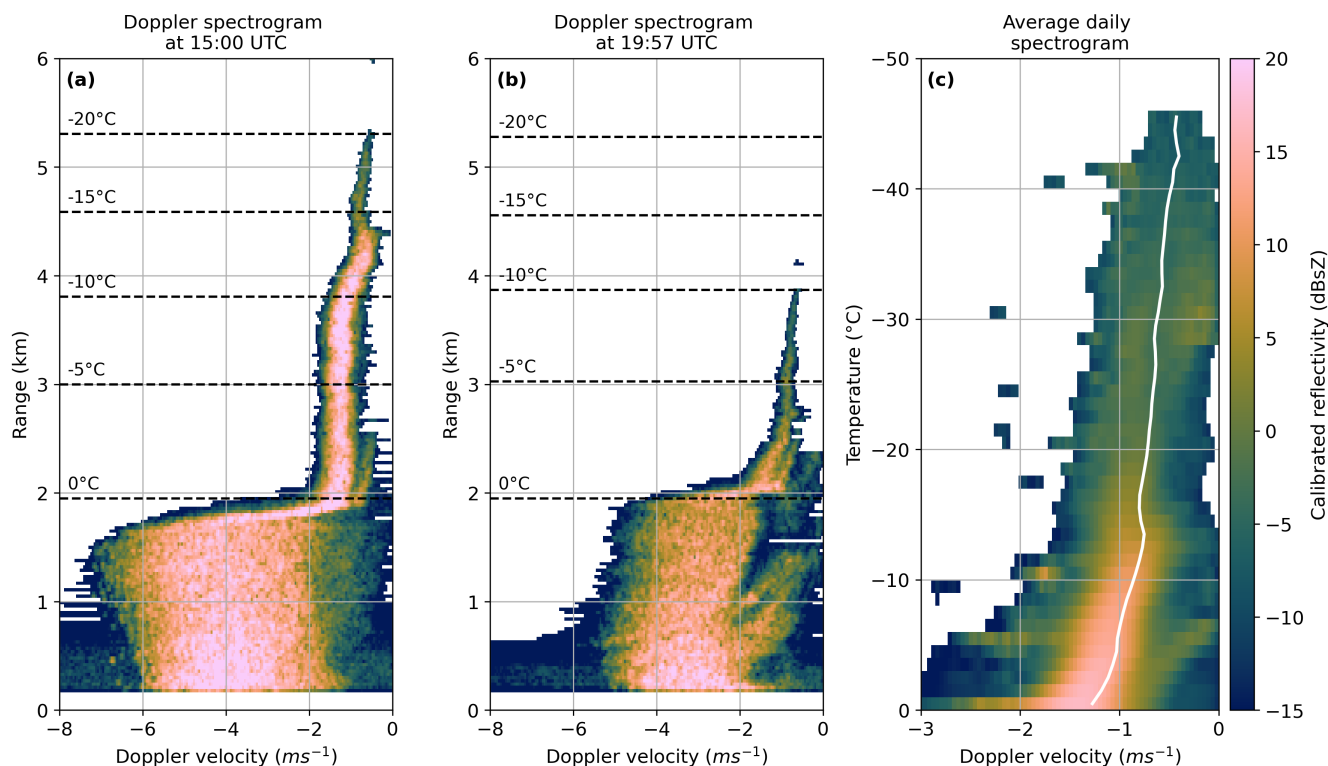 Doppler spectrogram
at 15:00 UTC
(a)
-20°C
-15°C
-10°C
-5°C
0°C
6
5
4
3
2
1
0
Range (km)
−8
−6
−4
−2
0
Doppler velocity (ms⁻¹)
Doppler spectrogram
at 19:57 UTC
(b)
-20°C
-15°C
-10°C
-5°C
0°C
6
5
4
3
2
1
0
Range (km)
−8
−6
−4
−2
0
Doppler velocity (ms⁻¹)
Average daily
spectrogram
(c)
−50
−40
−30
−20
−10
0
Temperature (°C)
−3
−2
−1
0
Doppler velocity (ms⁻¹)
20
15
10
5
0
−5
−10
−15
Calibrated reflectivity (dBsZ)